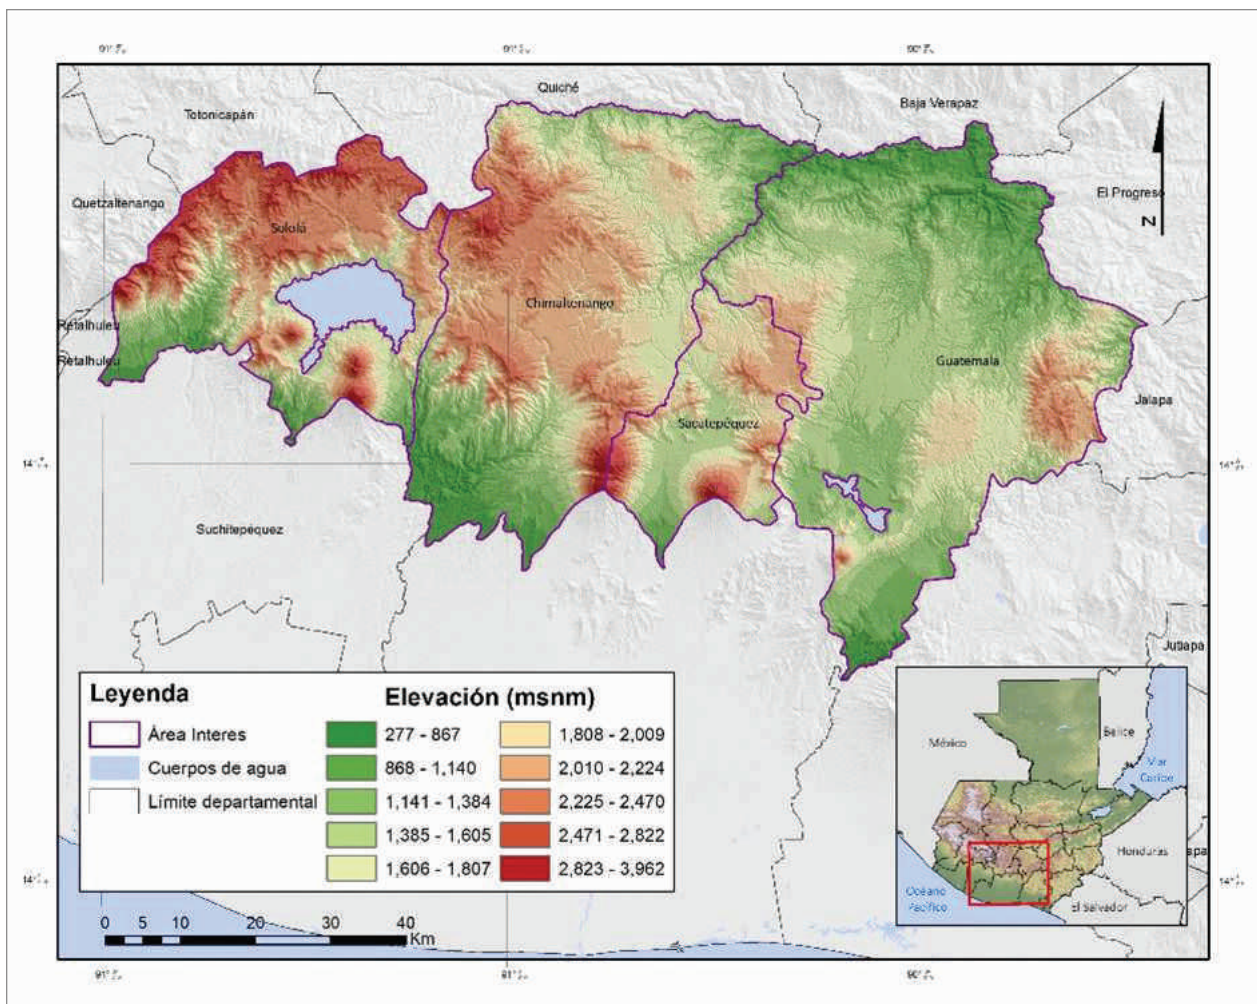 Quiché
Baja Verapaz
Totonicapán
El Progreso
Quetzaltenango
N
Sololá
Chimaltenango
Retalhuleu
Retalhuleu
Guatemala
Jalapa
Sacatepéquez
Suchitepéquez
Jutiapa
Leyenda
Área Interes
Cuerpos de agua
Límite departamental
Elevación (msnm)
277 - 867
868 - 1,140
1,141 - 1,384
1,385 - 1,605
1,606 - 1,807
1,808 - 2,009
2,010 - 2,224
2,225 - 2,470
2,471 - 2,822
2,823 - 3,962
México
Belice
Mar
Caribe
Honduras
Océano
Pacífico
El Salvador
0 5 10 20 30 40
Km